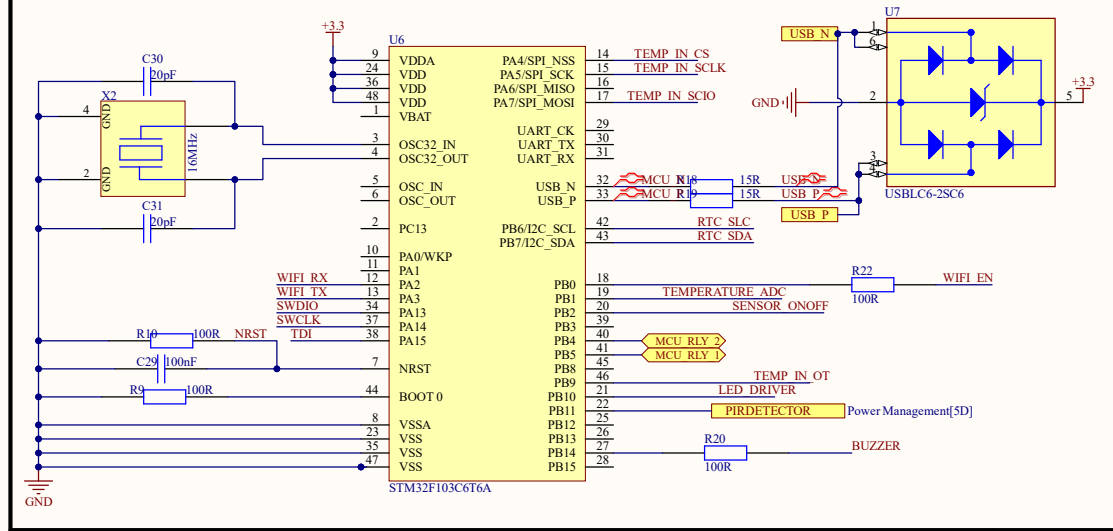 U7
+3.3
U6
USB_N
1
6
C30
20pF
X2
4
GND
16MHz
2
GND
C31
20pF
9 VDDA
24 VDD
36 VDD
48 VDD
1 VBAT
3 OSC32_IN
4 OSC32_OUT
5 OSC_IN
6 OSC_OUT
2 PC13
10 PA0/WKP
11 PA1
WIFI_RX 12 PA2
WIFI_TX 13 PA3
SWDIO 34 PA13
SWCLK 37 PA14
TDI 38 PA15
R10 100R NRST
C29 100nF 7 NRST
R9 100R 44 BOOT 0
8 VSSA
23 VSS
35 VSS
47 VSS
GND
STM32F103C6T6A
PA4/SPI_NSS 14 TEMP_IN_CS
PA5/SPI_SCK 15 TEMP_IN_SCLK
PA6/SPI_MISO 16
PA7/SPI_MOSI 17 TEMP_IN_SCIO
UART_CK 29
UART_TX 30
UART_RX 31
USB_N 32 MCU R18 15R USB_N
USB_P 33 MCU R19 15R USB_P
PB6/I2C_SCL 42 RTC_SLC
PB7/I2C_SDA 43 RTC_SDA
PB0 18 R22 100R WIFI_EN
PB1 19 TEMPERATURE_ADC
PB2 20 SENSOR_ONOFF
PB3 39
PB4 40 MCU_RLY_2
PB5 41 MCU_RLY_1
PB8 45
PB9 46 TEMP_IN_OT
PB10 21 LED_DRIVER
PB11 22 PIRDETECTOR Power Management[5D]
PB12 25
PB13 26
PB14 27 R20 100R BUZZER
PB15 28
GND 2
5 +3.3
3
4
USBLC6-2SC6
USB_P